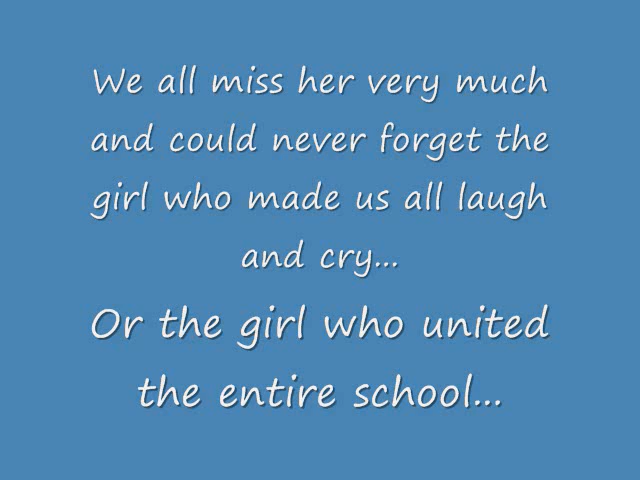 We all miss her very much
and could never forget the
girl who made us all laugh
and cry...
Or the girl who united
the entire school...